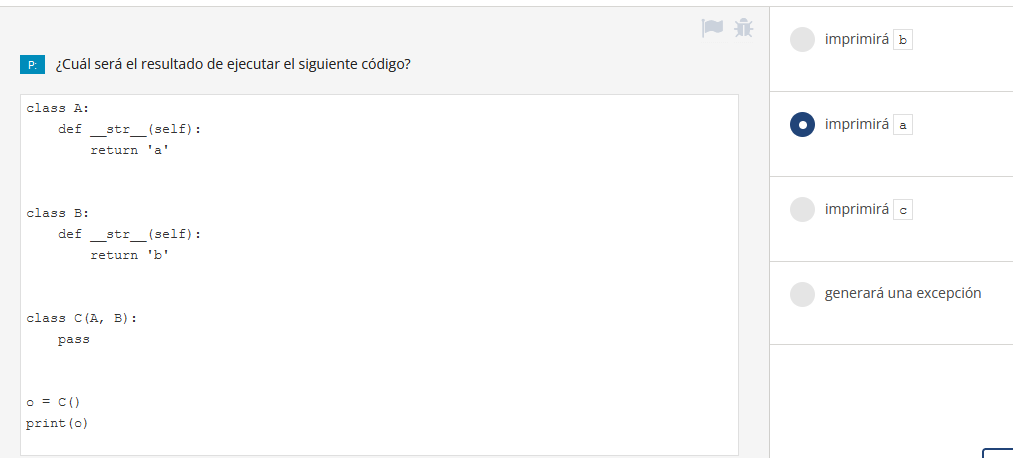 P: ¿Cuál será el resultado de ejecutar el siguiente código?
class A:
    def __str__(self):
        return 'a'
class B:
    def __str__(self):
        return 'b'
class C(A, B):
    pass
o = C()
print(o)
imprimirá b
imprimirá a
imprimirá c
generará una excepción